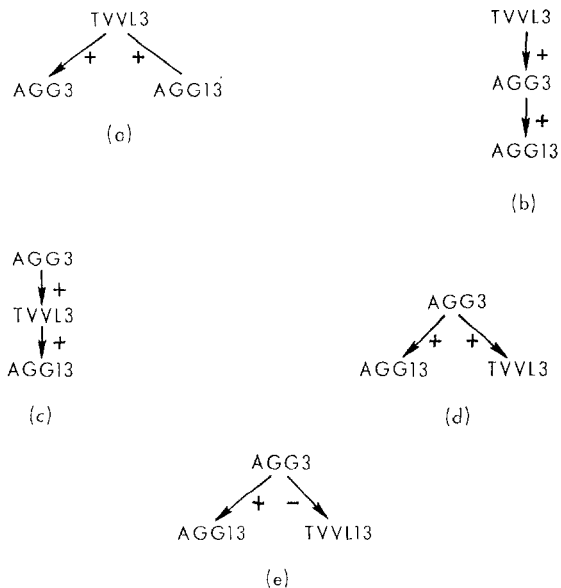 TVVL3
+ +
AGG3 AGG13
(a)
TVVL3
+
AGG3
+
AGG13
(b)
AGG3
+
TVVL3
+
AGG13
(c)
AGG3
+ +
AGG13 TVVL3
(d)
AGG3
+ −
AGG13 TVVL13
(e)